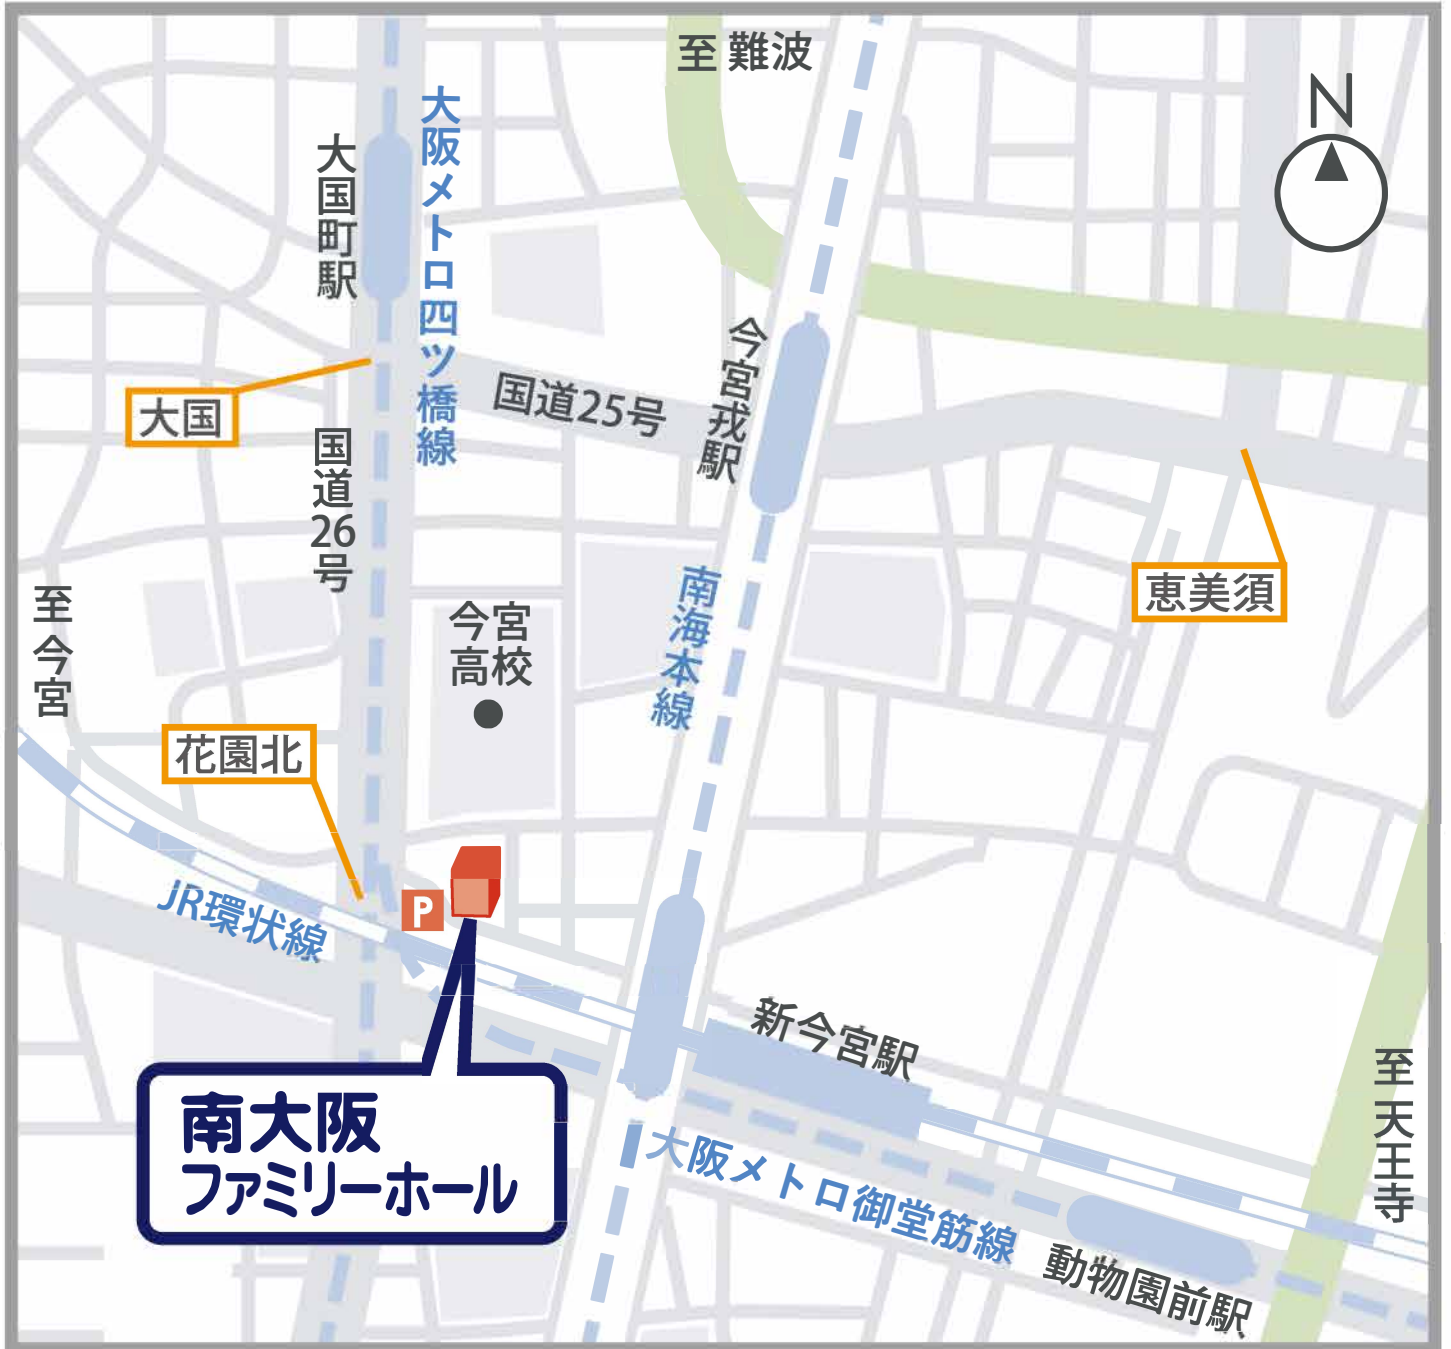 至 難波
N
大阪メトロ四ツ橋線
大国町駅
今宮戎駅
国道25号
大国
国道26号
恵美須
南海本線
至 今宮
今宮
高校
花園北
P
JR環状線
新今宮駅
至 天王寺
南大阪
ファミリーホール
大阪メトロ御堂筋線
動物園前駅